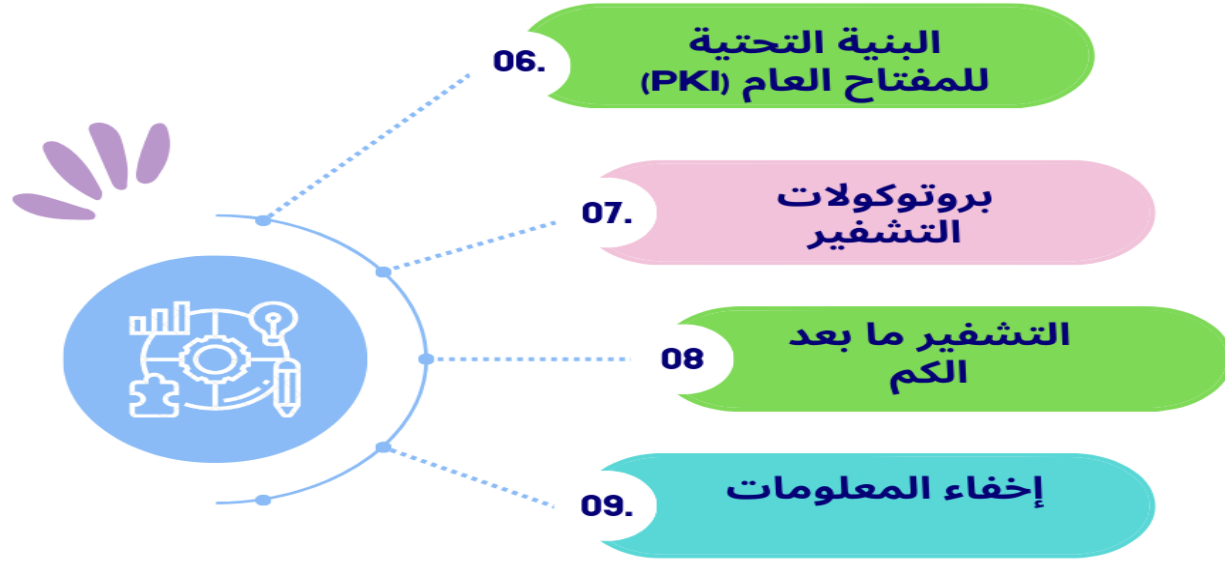 06.
البنية التحتية
للمفتاح العام (PKI)
07.
بروتوكولات
التشفير
08
التشفير ما بعد
الكم
09.
إخفاء المعلومات